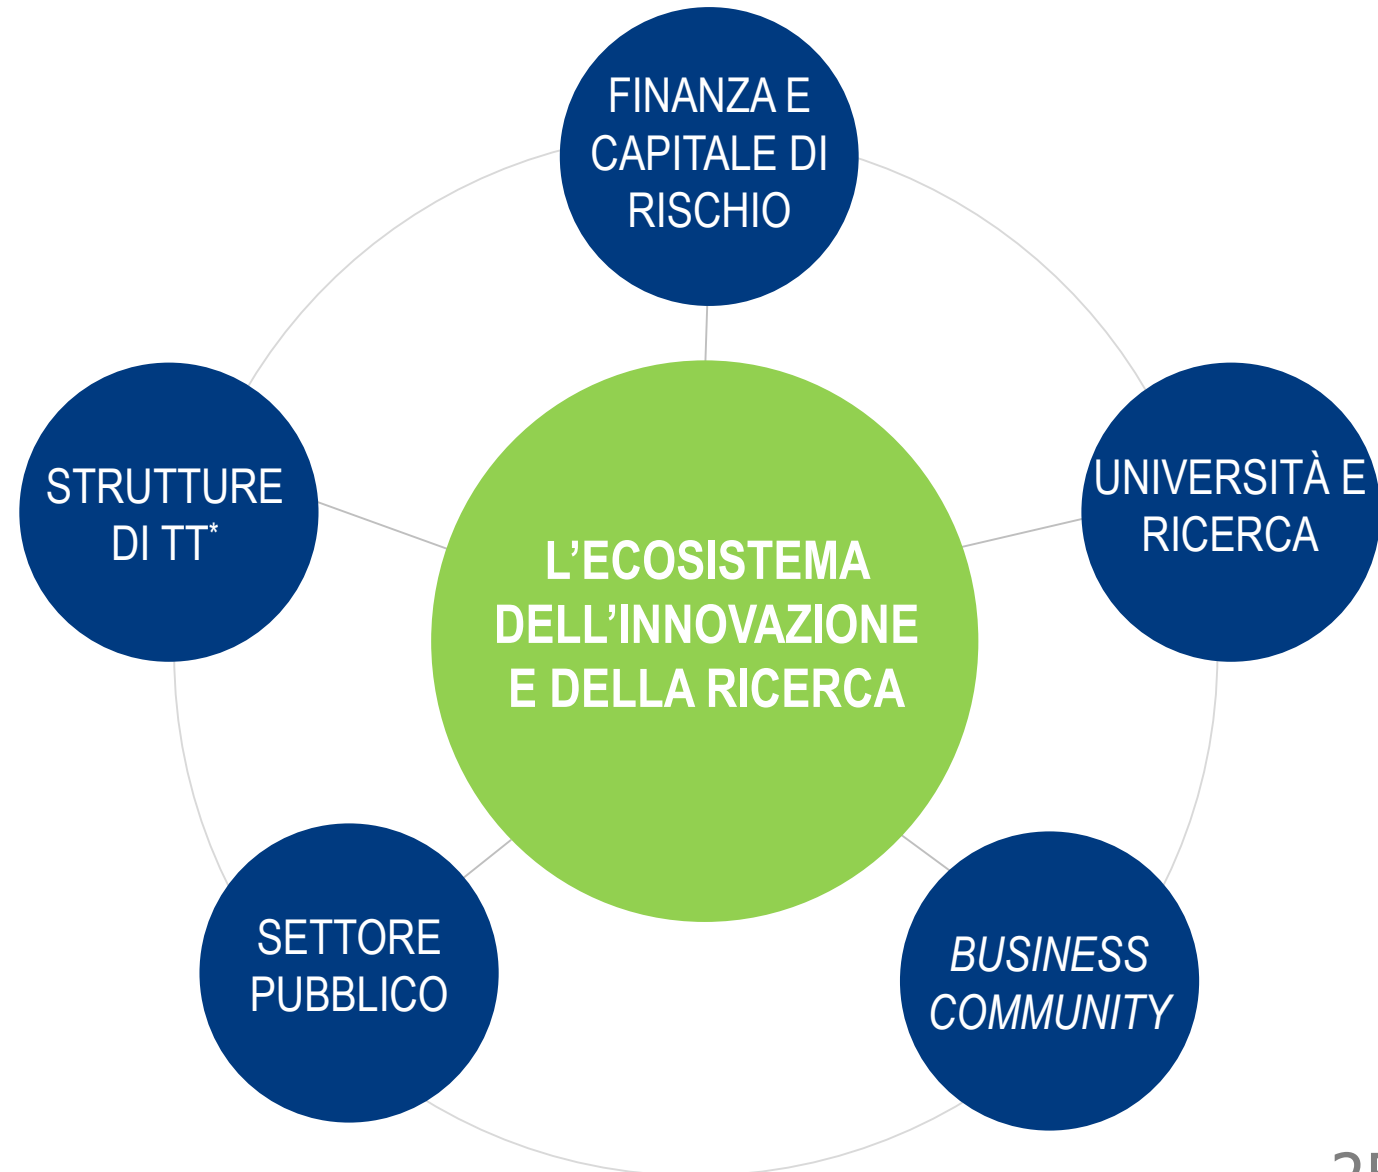 FINANZA E
CAPITALE DI
RISCHIO
STRUTTURE
DI TT*
UNIVERSITÀ E
RICERCA
L’ECOSISTEMA
DELL’INNOVAZIONE
E DELLA RICERCA
SETTORE
PUBBLICO
BUSINESS
COMMUNITY